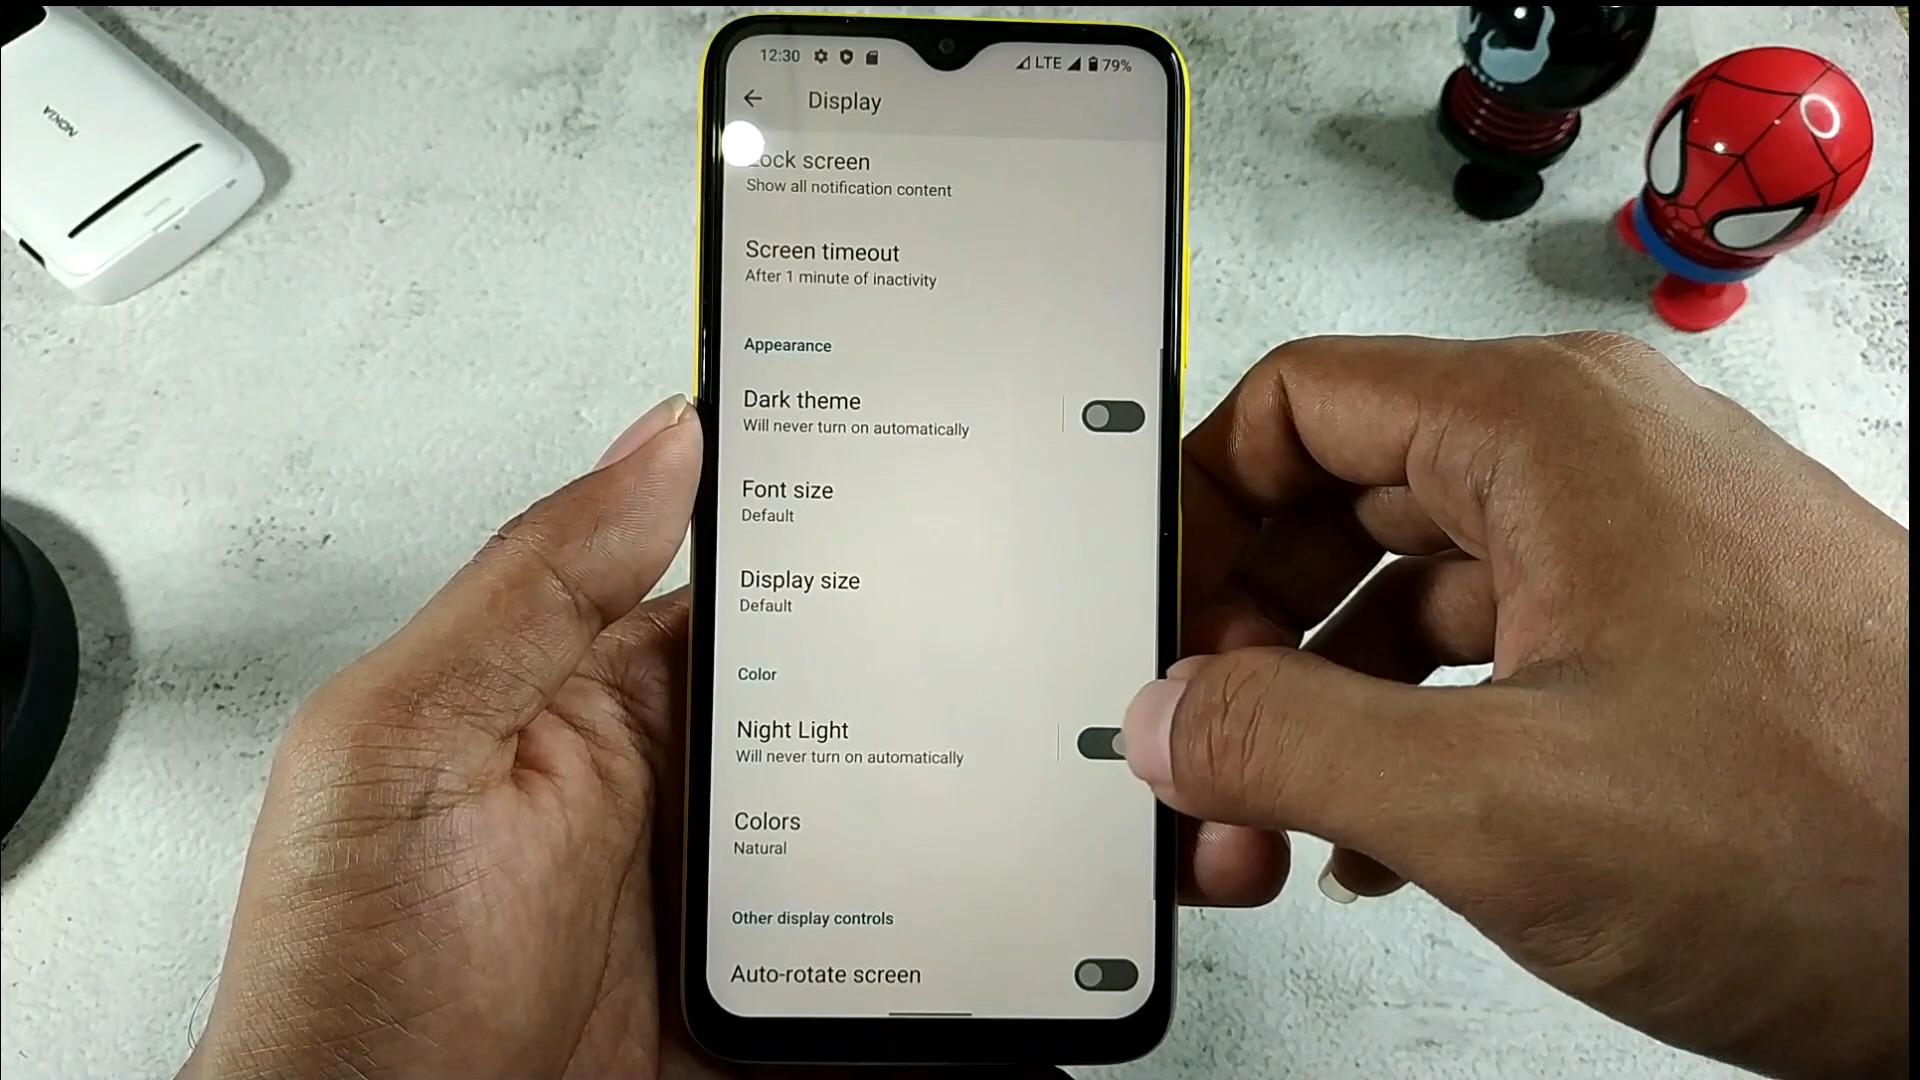 NOKIA
12:30 LTE 79%
Display
Lock screen
Show all notification content
Screen timeout
After 1 minute of inactivity
Appearance
Dark theme
Will never turn on automatically
Font size
Default
Display size
Default
Color
Night Light
Will never turn on automatically
Colors
Natural
Other display controls
Auto-rotate screen